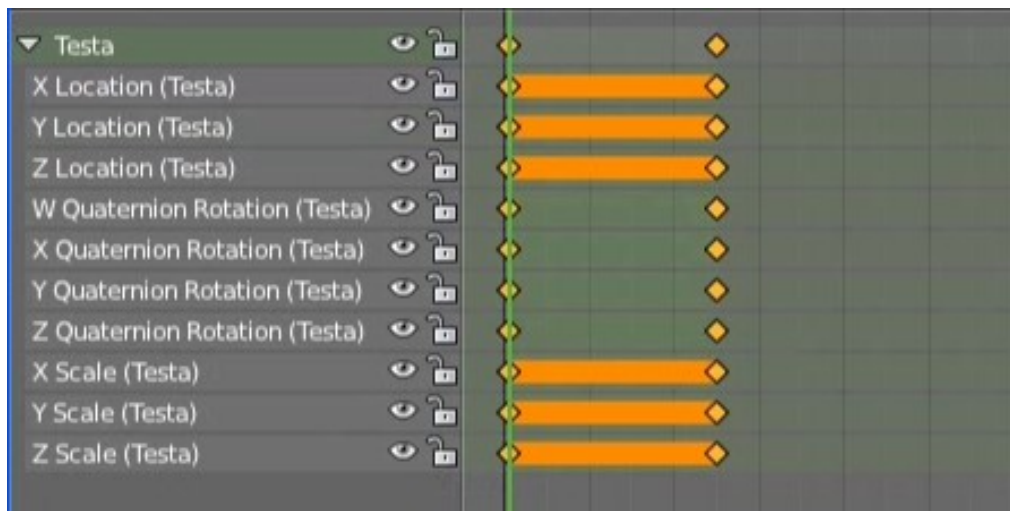 Testa
X Location (Testa)
Y Location (Testa)
Z Location (Testa)
W Quaternion Rotation (Testa)
X Quaternion Rotation (Testa)
Y Quaternion Rotation (Testa)
Z Quaternion Rotation (Testa)
X Scale (Testa)
Y Scale (Testa)
Z Scale (Testa)